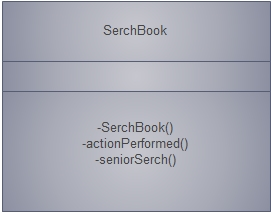 SerchBook
-SerchBook()
-actionPerformed()
-seniorSerch()